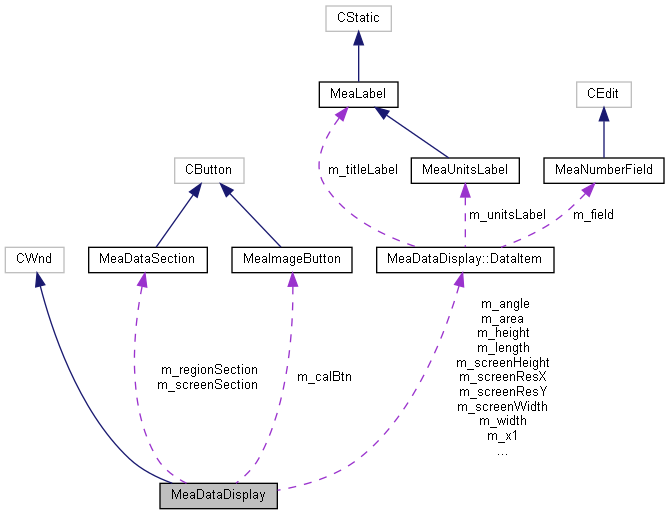 CStatic
MeaLabel
CEdit
CButton
m_titleLabel
MeaUnitsLabel
MeaNumberField
m_unitsLabel
m_field
CWnd
MeaDataSection
MeaImageButton
MeaDataDisplay::DataItem
m_regionSection
m_screenSection
m_calBtn
m_angle
m_area
m_height
m_length
m_screenHeight
m_screenResX
m_screenResY
m_screenWidth
m_width
m_x1
...
MeaDataDisplay